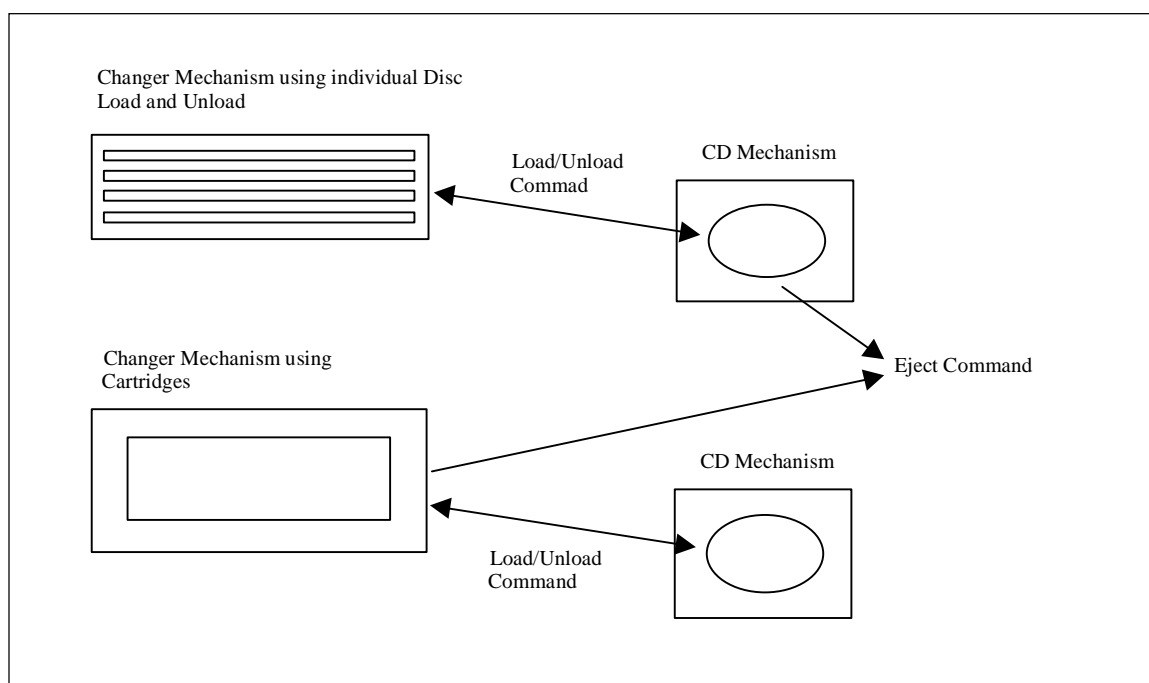 Changer Mechanism using individual Disc
Load and Unload
CD Mechanism
Load/Unload
Commad
Changer Mechanism using
Cartridges
Eject Command
CD Mechanism
Load/Unload
Command